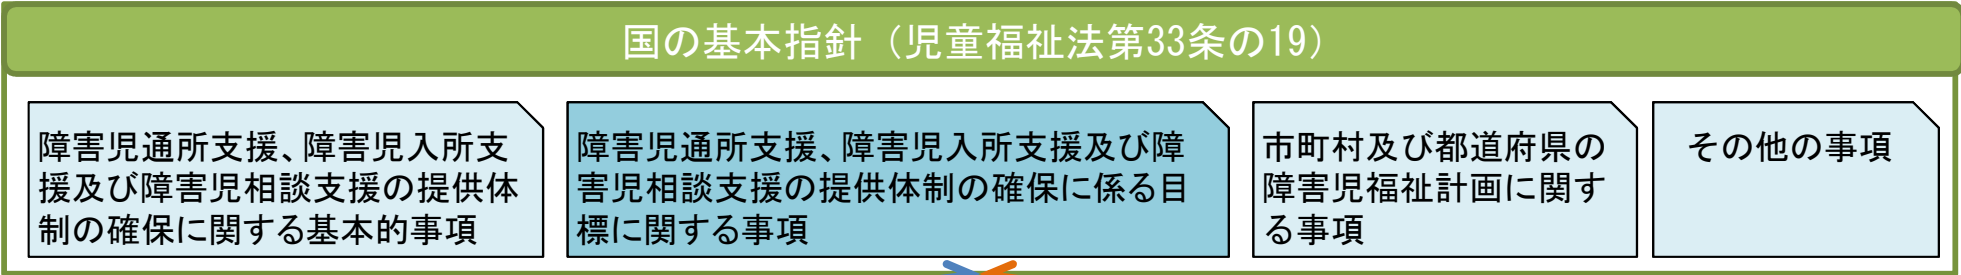 国の基本指針（児童福祉法第33条の19）
障害児通所支援、障害児入所支
援及び障害児相談支援の提供体
制の確保に関する基本的事項
障害児通所支援、障害児入所支援及び障
害児相談支援の提供体制の確保に係る目
標に関する事項
市町村及び都道府県の
障害児福祉計画に関す
る事項
その他の事項